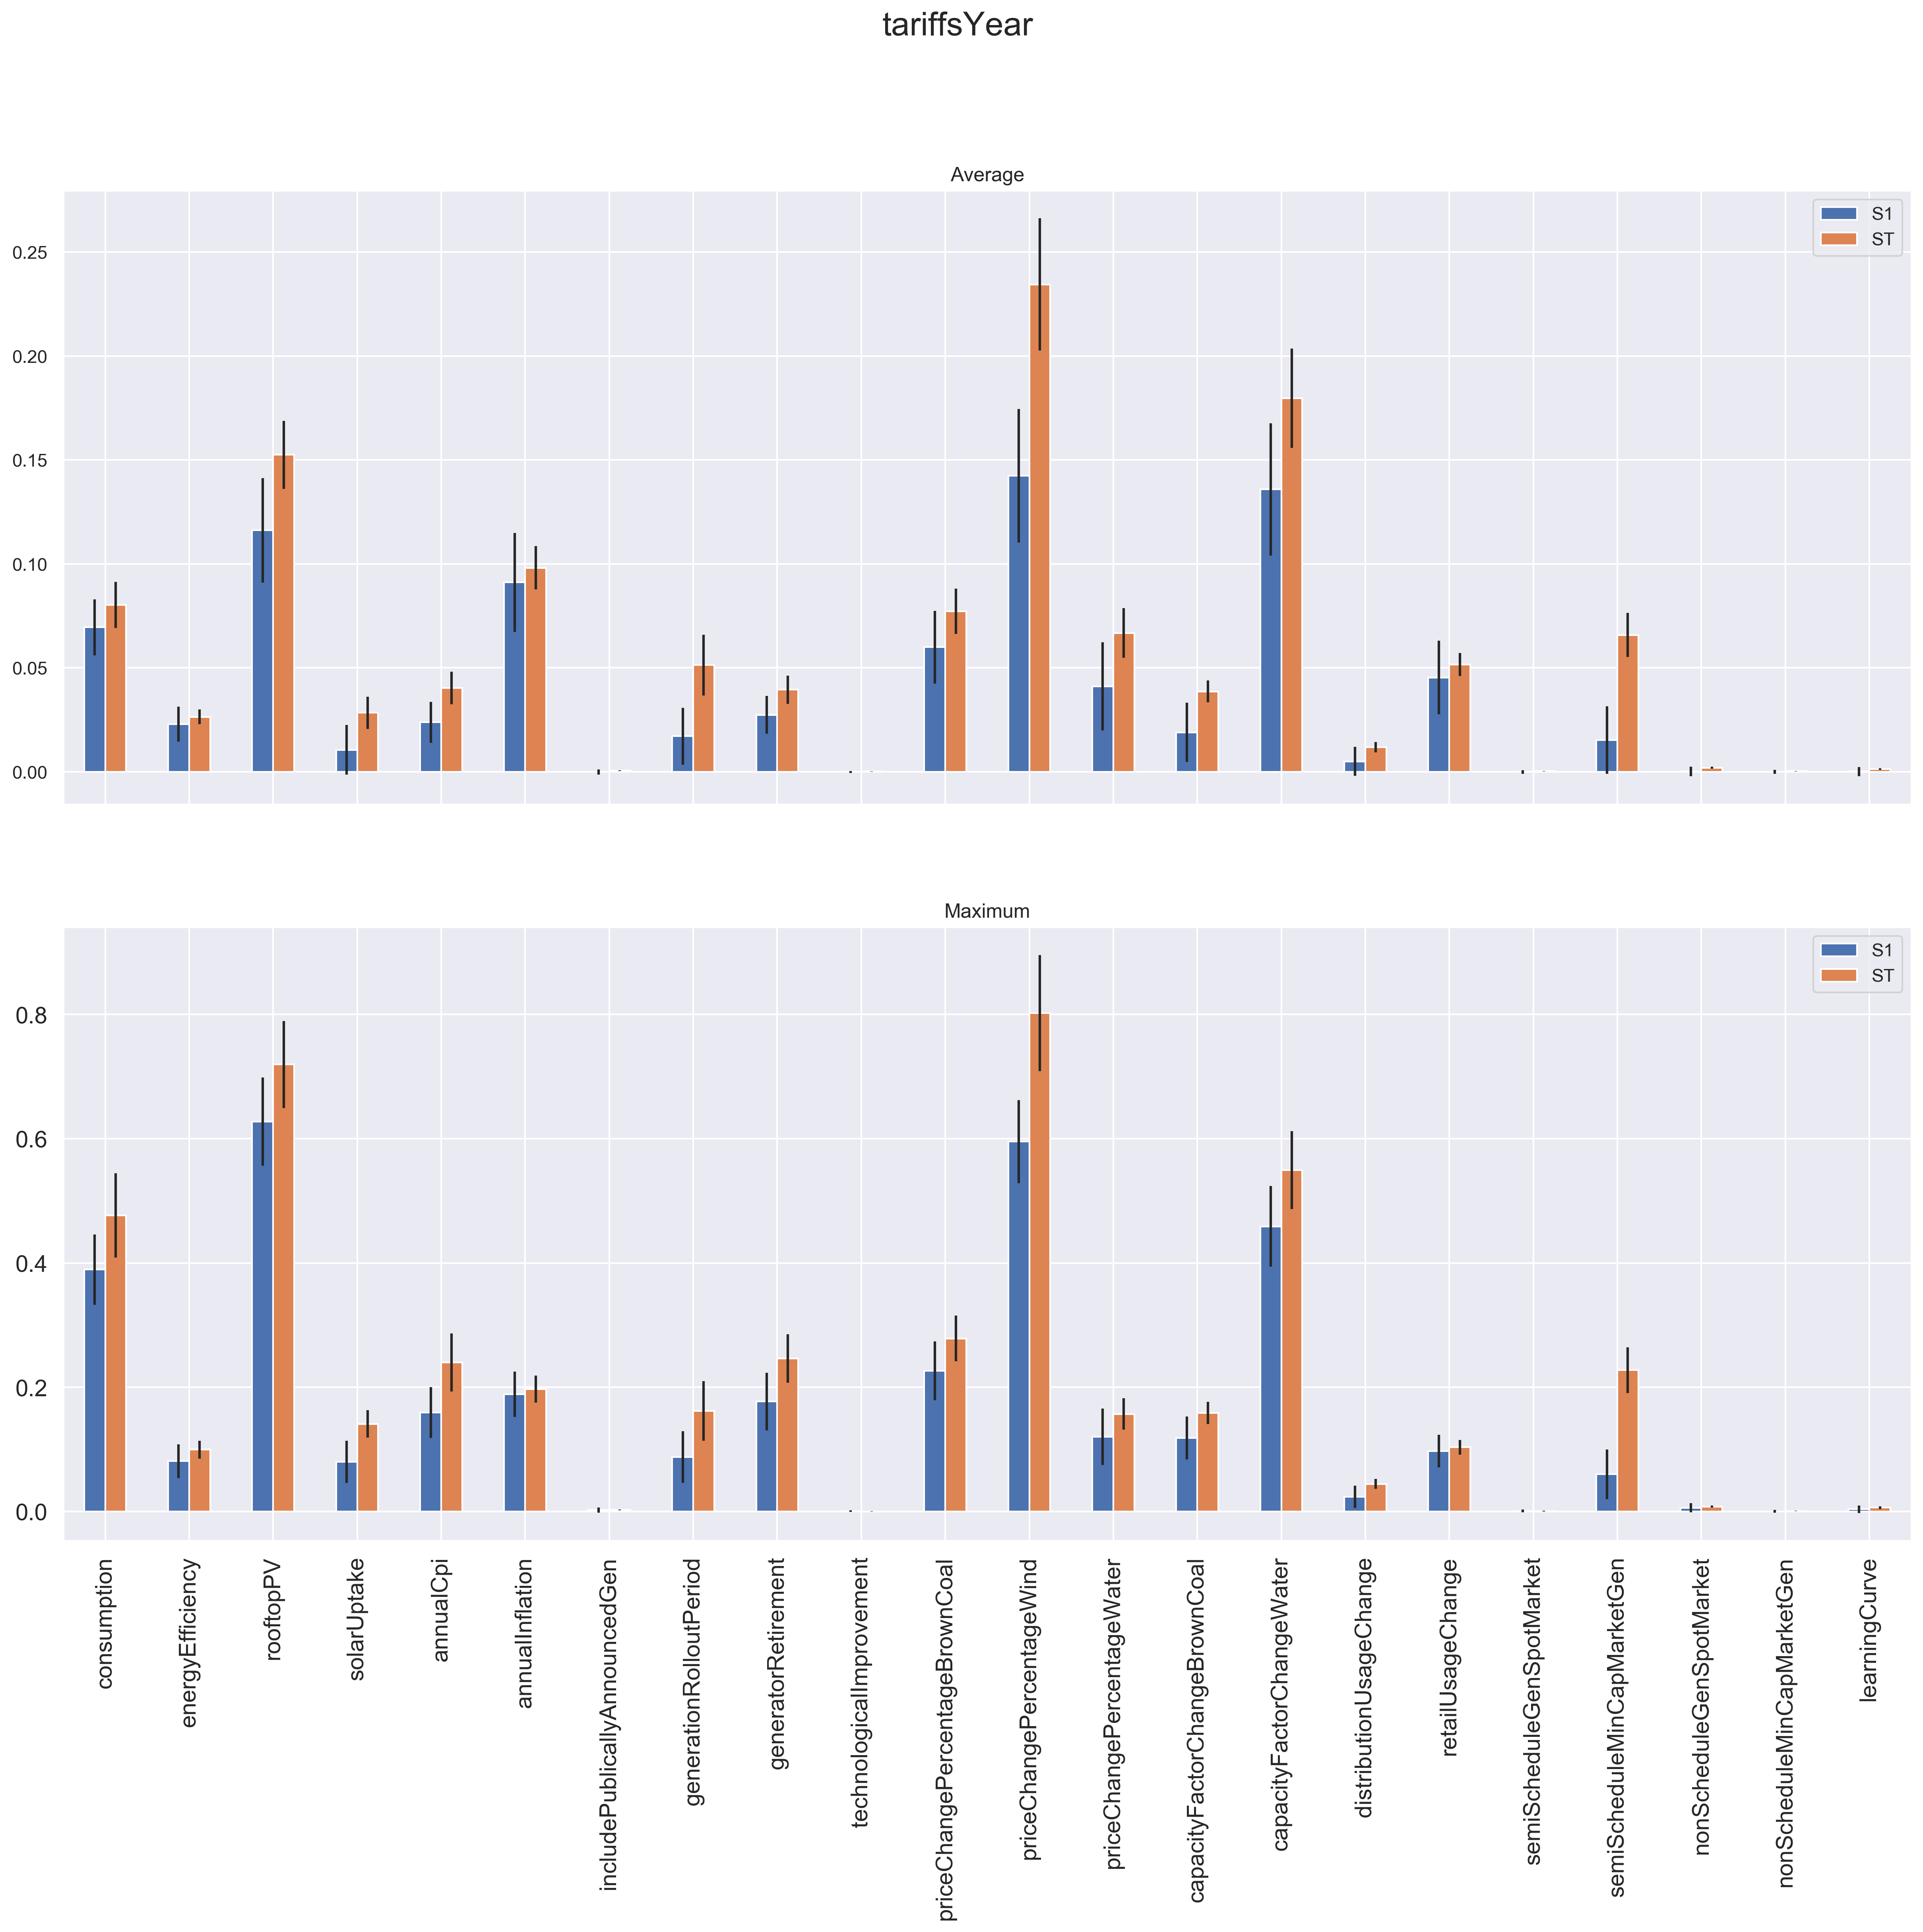 tariffsYear
Average
S1
ST
0.25
0.20
0.15
0.10
0.05
0.00
Maximum
S1
ST
0.8
0.6
0.4
0.2
0.0
consumption
energyEfficiency
rooftopPV
solarUptake
annualCpi
annualInflation
includePublicallyAnnouncedGen
generationRolloutPeriod
generatorRetirement
technologicalImprovement
priceChangePercentageBrownCoal
priceChangePercentageWind
priceChangePercentageWater
capacityFactorChangeBrownCoal
capacityFactorChangeWater
distributionUsageChange
retailUsageChange
semiScheduleGenSpotMarket
semiScheduleMinCapMarketGen
nonScheduleGenSpotMarket
nonScheduleMinCapMarketGen
learningCurve